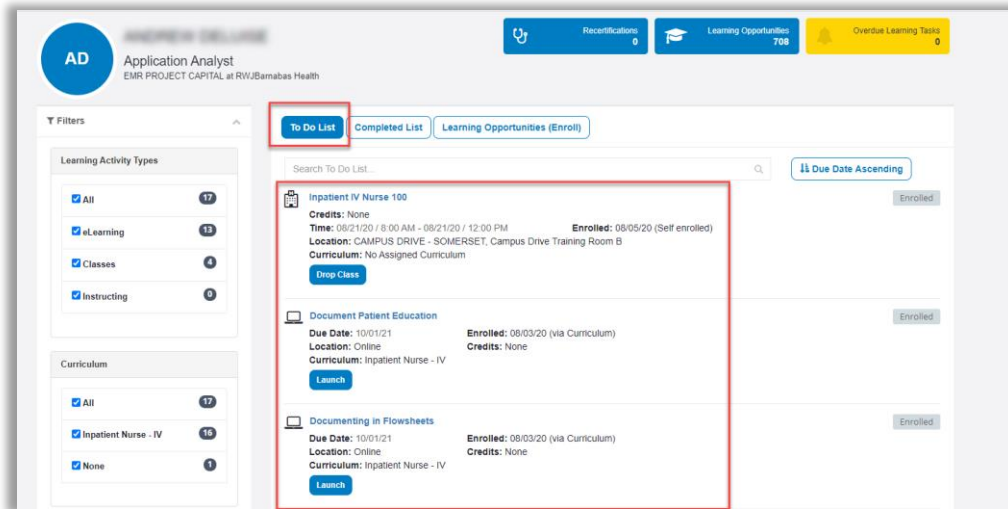 AD
Application Analyst
EMR PROJECT CAPITAL at RWJBarnabas Health
Recertifications
0
Learning Opportunities
708
Overdue Learning Tasks
0
Filters
To Do List
Completed List
Learning Opportunities (Enroll)
Learning Activity Types
Search To Do List...
Due Date Ascending
All 17
eLearning 13
Classes 4
Instructing 0
Inpatient IV Nurse 100
Enrolled
Credits: None
Time: 08/21/20 / 8:00 AM - 08/21/20 / 12:00 PM Enrolled: 08/05/20 (Self enrolled)
Location: CAMPUS DRIVE - SOMERSET, Campus Drive Training Room B
Curriculum: No Assigned Curriculum
Drop Class
Document Patient Education
Enrolled
Due Date: 10/01/21 Enrolled: 08/03/20 (via Curriculum)
Location: Online Credits: None
Curriculum: Inpatient Nurse - IV
Launch
Curriculum
All 17
Inpatient Nurse - IV 16
None 1
Documenting in Flowsheets
Enrolled
Due Date: 10/01/21 Enrolled: 08/03/20 (via Curriculum)
Location: Online Credits: None
Curriculum: Inpatient Nurse - IV
Launch